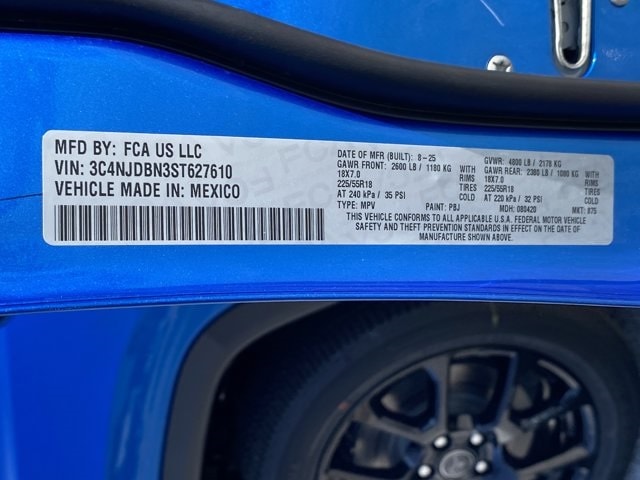 MFD BY: FCA US LLC
VIN: 3C4NJDBN3ST627610
VEHICLE MADE IN: MEXICO
DATE OF MFR (BUILT): 8-25 GVWR: 4800 LB / 2178 KG
GAWR FRONT: 2600 LB / 1180 KG WITH GAWR REAR: 2380 LB / 1080 KG WITH
18X7.0 RIMS 18X7.0 RIMS
225/55R18 225/55R18
AT 240 kPa / 35 PSI COLD AT 220 kPa / 32 PSI COLD
TYPE: MPV PAINT: PBJ MDH: 080420 MKT: 875
THIS VEHICLE CONFORMS TO ALL APPLICABLE U.S.A. FEDERAL MOTOR VEHICLE
SAFETY AND THEFT PREVENTION STANDARDS IN EFFECT ON THE DATE OF
MANUFACTURE SHOWN ABOVE.